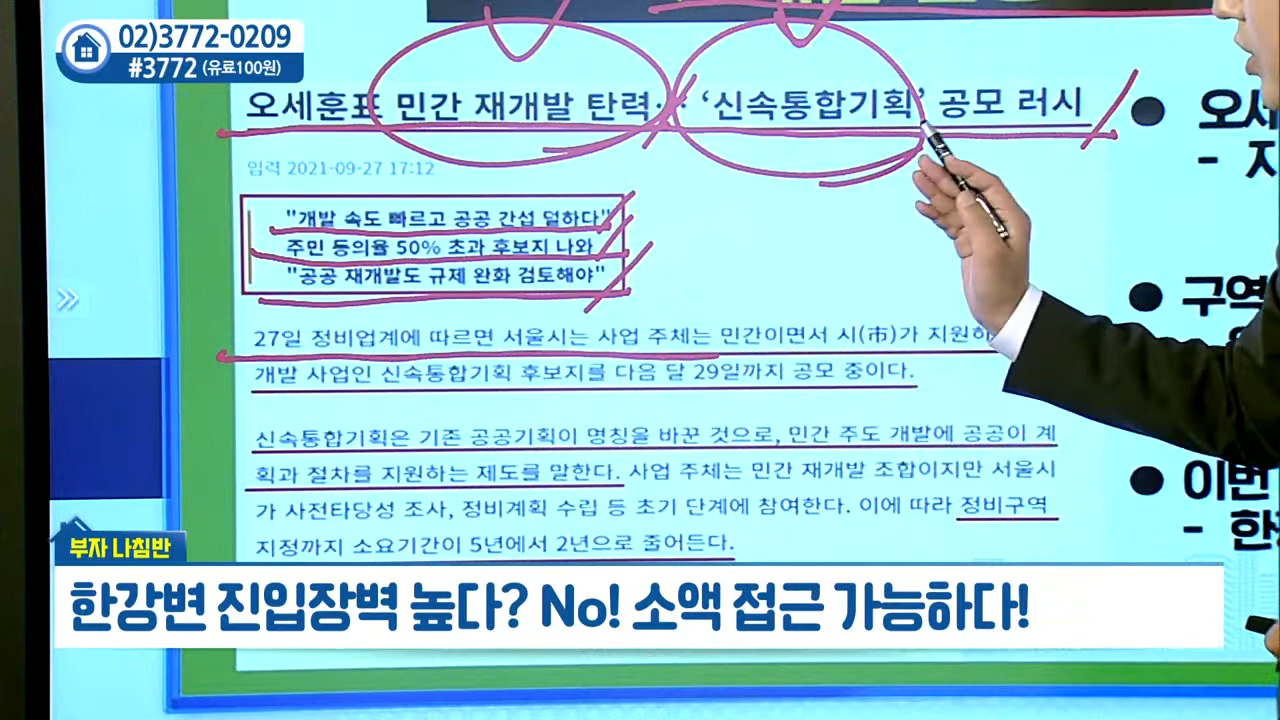 02)3772-0209
#3772 (유료100원)
오세훈표 민간 재개발 탄력… '신속통합기획' 공모 러시
입력 2021-09-27 17:12
"개발 속도 빠르고 공공 간섭 덜하다"
주민 동의율 50% 초과 후보지 나와
"공공 재개발도 규제 완화 검토해야"
27일 정비업계에 따르면 서울시는 사업 주체는 민간이면서 시(市)가 지원하
개발 사업인 신속통합기획 후보지를 다음 달 29일까지 공모 중이다.
신속통합기획은 기존 공공기획이 명칭을 바꾼 것으로, 민간 주도 개발에 공공이 계
획과 절차를 지원하는 제도를 말한다. 사업 주체는 민간 재개발 조합이지만 서울시
가 사전타당성 조사, 정비계획 수립 등 초기 단계에 참여한다. 이에 따라 정비구역
지정까지 소요기간이 5년에서 2년으로 줄어든다.
● 오세
- 지
● 구역
● 이번
- 한
부자 나침반
한강변 진입장벽 높다? No! 소액 접근 가능하다!